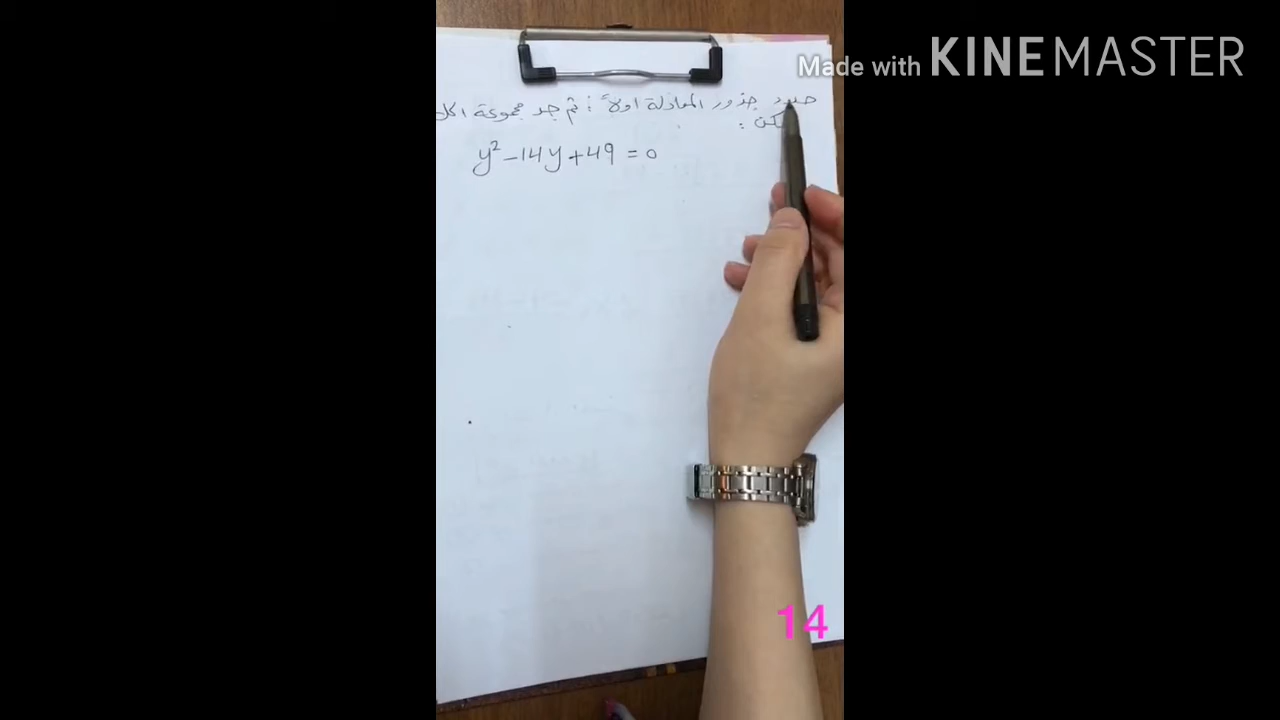 Made with KINEMASTER
حدد جذور المعادلة اولاً : ثم جد مجموعة الحل
:
y² - 14y + 49 = 0
14